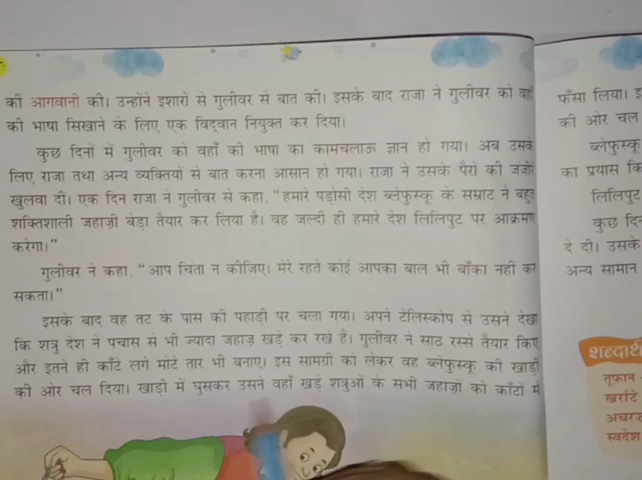 की आगवानी की। उन्होंने इशारों से गुलीवर से बात की। इसके बाद राजा ने गुलीवर को वहाँ
की भाषा सिखाने के लिए एक विद्वान नियुक्त कर दिया।
कुछ दिनों में गुलीवर को वहाँ की भाषा का कामचलाऊ ज्ञान हो गया। अब उसके
लिए राजा तथा अन्य व्यक्तियों से बात करना आसान हो गया। राजा ने उसके पैरों की जंजीरें
खुलवा दीं। एक दिन राजा ने गुलीवर से कहा, "हमारे पड़ोसी देश ब्लेफुस्कू के सम्राट ने बहुत
शक्तिशाली जहाज़ी बेड़ा तैयार कर लिया है। वह जल्दी ही हमारे देश लिलिपुट पर आक्रमण
करेगा।"
गुलीवर ने कहा, "आप चिंता न कीजिए। मेरे रहते कोई आपका बाल भी बाँका नहीं कर
सकता।"
इसके बाद वह तट के पास की पहाड़ी पर चला गया। अपने टेलिस्कोप से उसने देखा
कि शत्रु देश ने पचास से भी ज्यादा जहाज़ खड़े कर रखे हैं। गुलीवर ने साठ रस्से तैयार किए
और इतने ही काँटे लगे मोटे तार भी बनाए। इस सामग्री को लेकर वह ब्लेफुस्कू की खाड़ी
की ओर चल दिया। खाड़ी में घुसकर उसने वहाँ खड़े शत्रुओं के सभी जहाज़ों को काँटों में
फँसा लिया।
की ओर चल
ब्लेफुस्कू
का प्रयास
लिलिपुट
कुछ
दे दी। उसके
अन्य सामान
तूफ़ान
खर्राटे
स्वदेश